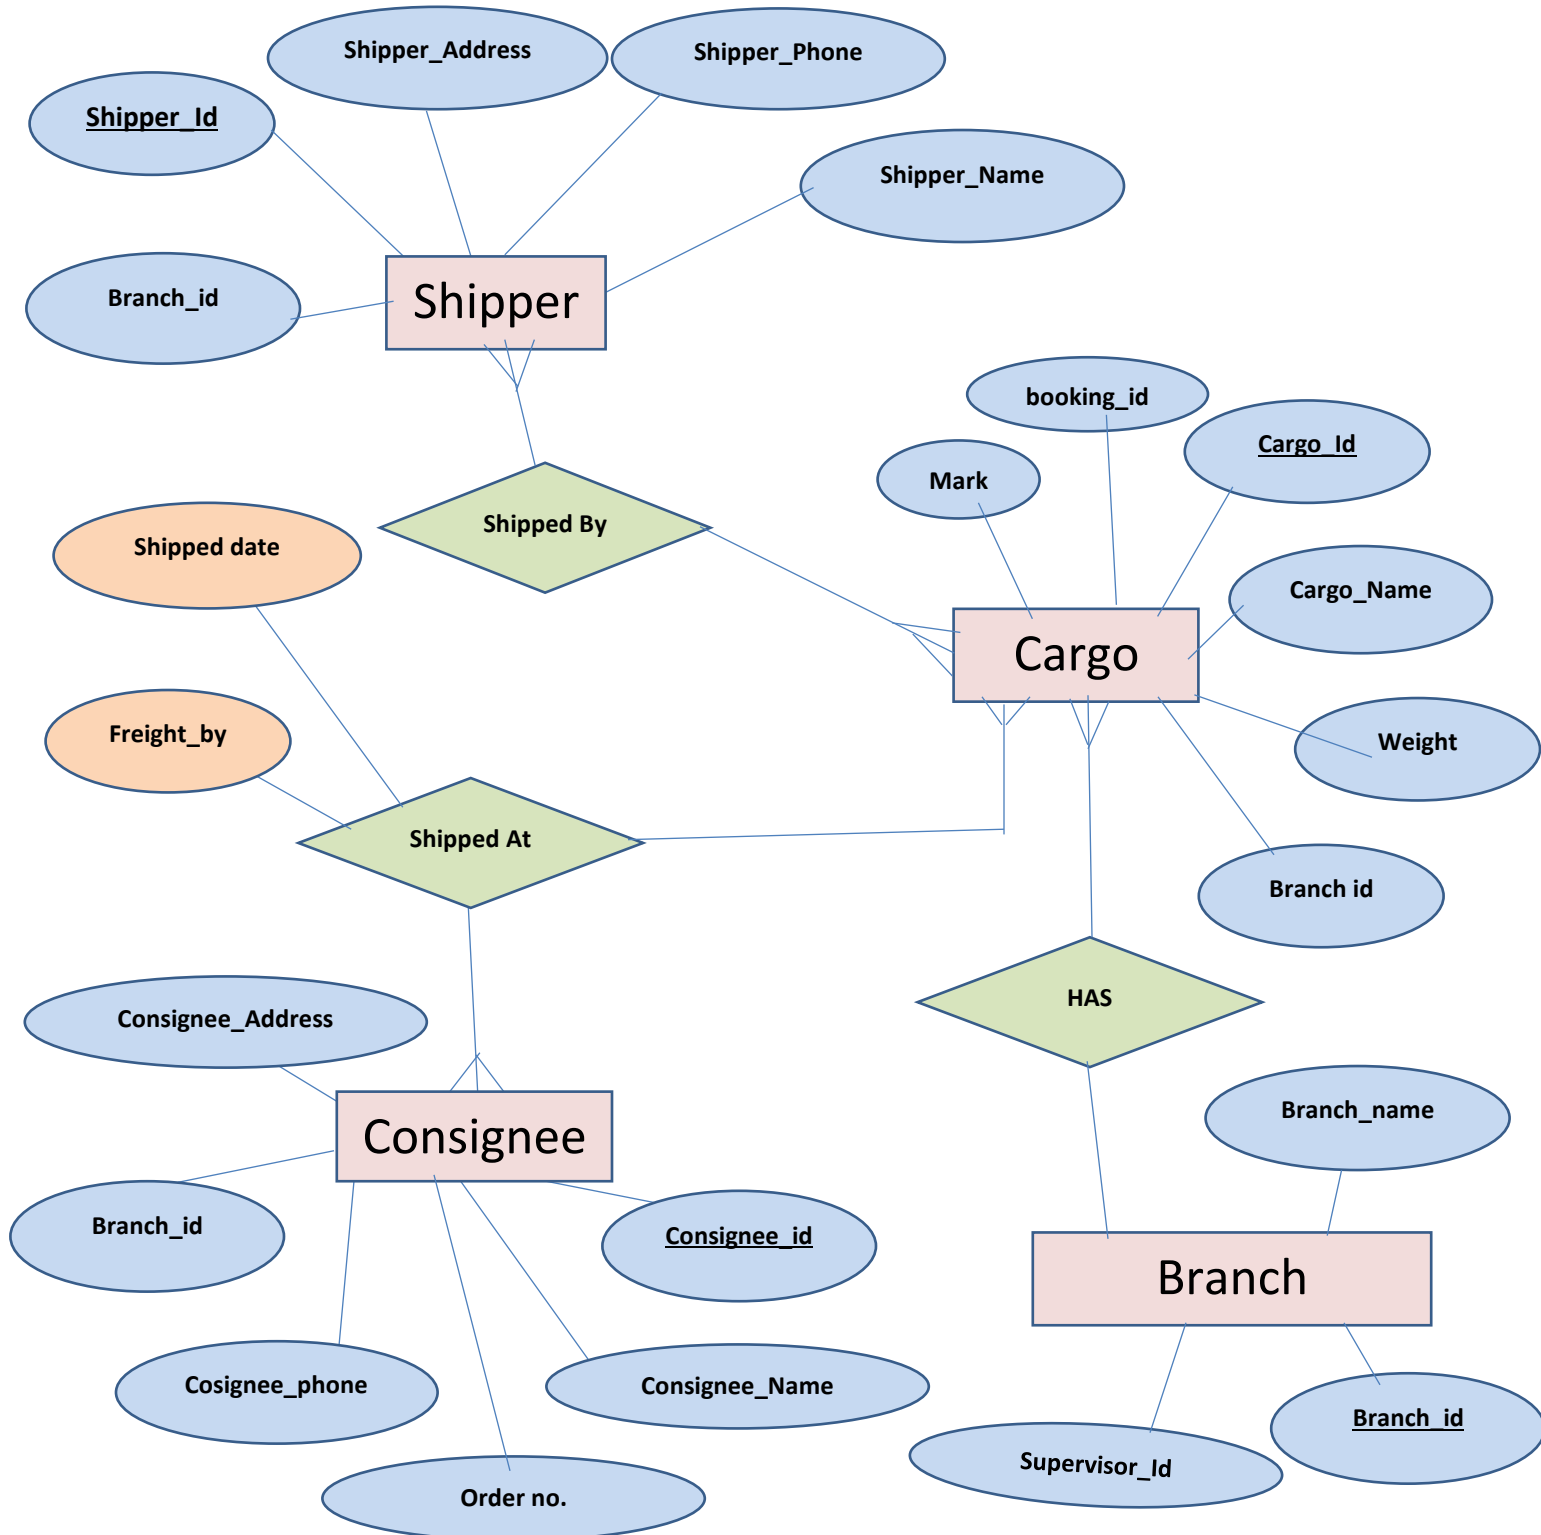 Shipper_Address
Shipper_Phone
Shipper_Id
Shipper_Name
Branch_id
Shipper
booking_id
Cargo_Id
Mark
Shipped By
Shipped date
Cargo_Name
Cargo
Freight_by
Weight
Shipped At
Branch id
HAS
Consignee_Address
Branch_name
Consignee
Branch_id
Consignee_id
Branch
Cosignee_phone
Consignee_Name
Branch_id
Supervisor_Id
Order no.